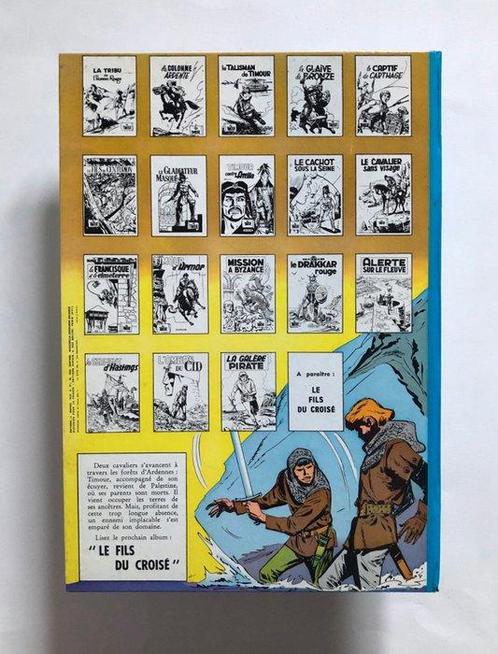 LA TRIBU
de l'Homme Rouge
la COLONNE
ARDENTE
le TALISMAN
DE TIMOUR
le GLAIVE
de BRONZE
le CAPTIF
de CARTHAGE
le GLADIATEUR
MASQUÉ
TIMOUR
contre Attila
LE CACHOT
SOUS LA SEINE
LE CAVALIER
sans VISAGE
la FRANCISQUE
et le cimeterre
d'Armor
MISSION
A BYZANCE
le DRAKKAR
rouge
ALERTE
SUR LE FLEUVE
d'Hastings
DU CID
LA GALÈRE
PIRATE
A paraître :
LE
FILS
DU CROISÉ
Deux cavaliers s'avancent à
travers les forêts d'Ardennes :
Timour, accompagné de son
écuyer, revient de Palestine,
où ses parents sont morts. Il
vient occuper les terres de
ses ancêtres. Mais, profitant de
cette trop longue absence,
un ennemi implacable s'est
emparé de son domaine.
Lisez le prochain album :
" LE FILS
DU CROISÉ "